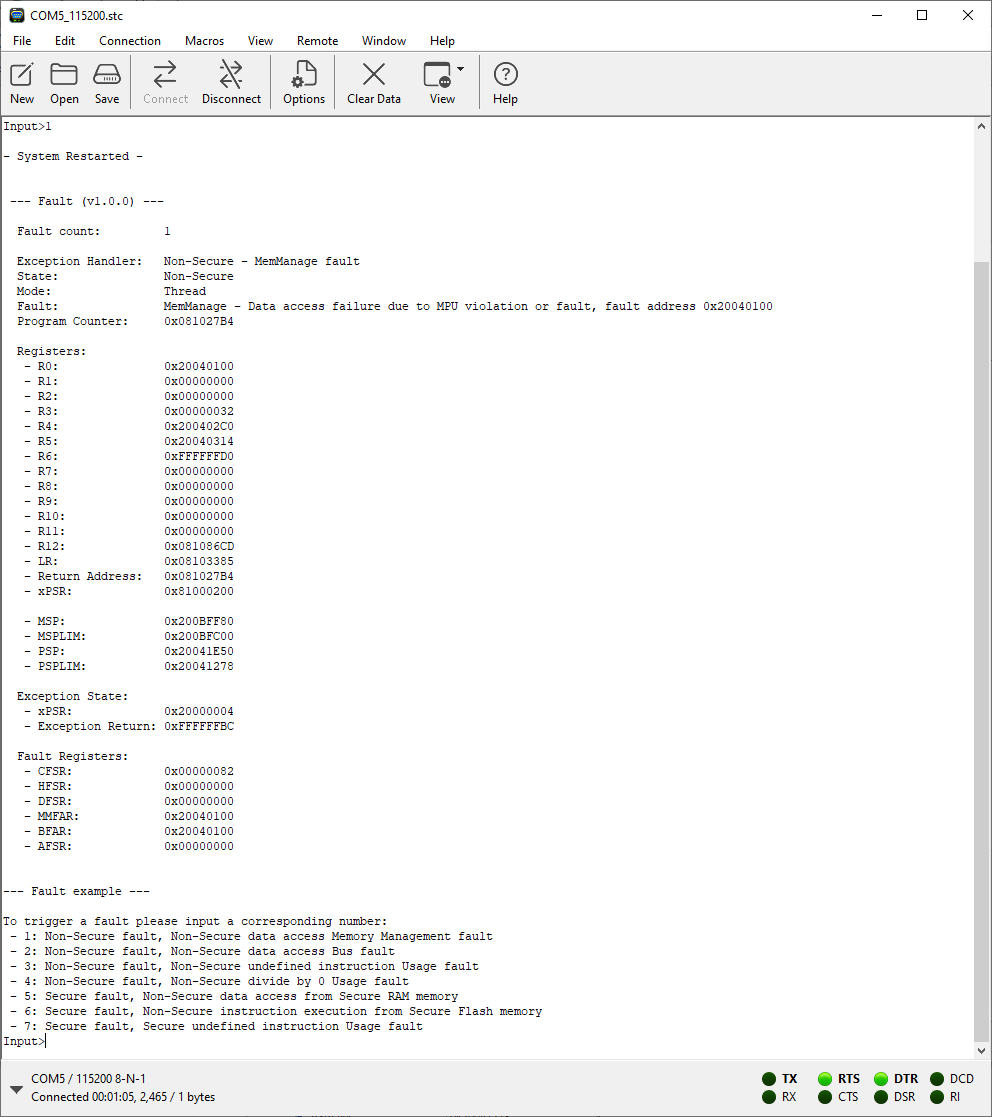 COM5_115200.stc
File Edit Connection Macros View Remote Window Help
New Open Save Connect Disconnect Options Clear Data View Help
Input>1
- System Restarted -
--- Fault (v1.0.0) ---
Fault count: 1
Exception Handler: Non-Secure - MemManage fault
State: Non-Secure
Mode: Thread
Fault: MemManage - Data access failure due to MPU violation or fault, fault address 0x20040100
Program Counter: 0x081027B4
Registers:
- R0: 0x20040100
- R1: 0x00000000
- R2: 0x00000000
- R3: 0x00000032
- R4: 0x200402C0
- R5: 0x20040314
- R6: 0xFFFFFFD0
- R7: 0x00000000
- R8: 0x00000000
- R9: 0x00000000
- R10: 0x00000000
- R11: 0x00000000
- R12: 0x081086CD
- LR: 0x08103385
- Return Address: 0x081027B4
- xPSR: 0x81000200
- MSP: 0x200BFF80
- MSPLIM: 0x200BFC00
- PSP: 0x20041E50
- PSPLIM: 0x20041278
Exception State:
- xPSR: 0x20000004
- Exception Return: 0xFFFFFFBC
Fault Registers:
- CFSR: 0x00000082
- HFSR: 0x00000000
- DFSR: 0x00000000
- MMFAR: 0x20040100
- BFAR: 0x20040100
- AFSR: 0x00000000
--- Fault example ---
To trigger a fault please input a corresponding number:
- 1: Non-Secure fault, Non-Secure data access Memory Management fault
- 2: Non-Secure fault, Non-Secure data access Bus fault
- 3: Non-Secure fault, Non-Secure undefined instruction Usage fault
- 4: Non-Secure fault, Non-Secure divide by 0 Usage fault
- 5: Secure fault, Non-Secure data access from Secure RAM memory
- 6: Secure fault, Non-Secure instruction execution from Secure Flash memory
- 7: Secure fault, Secure undefined instruction Usage fault
Input>
COM5 / 115200 8-N-1 TX RTS DTR DCD
Connected 00:01:05, 2,465 / 1 bytes RX CTS DSR RI